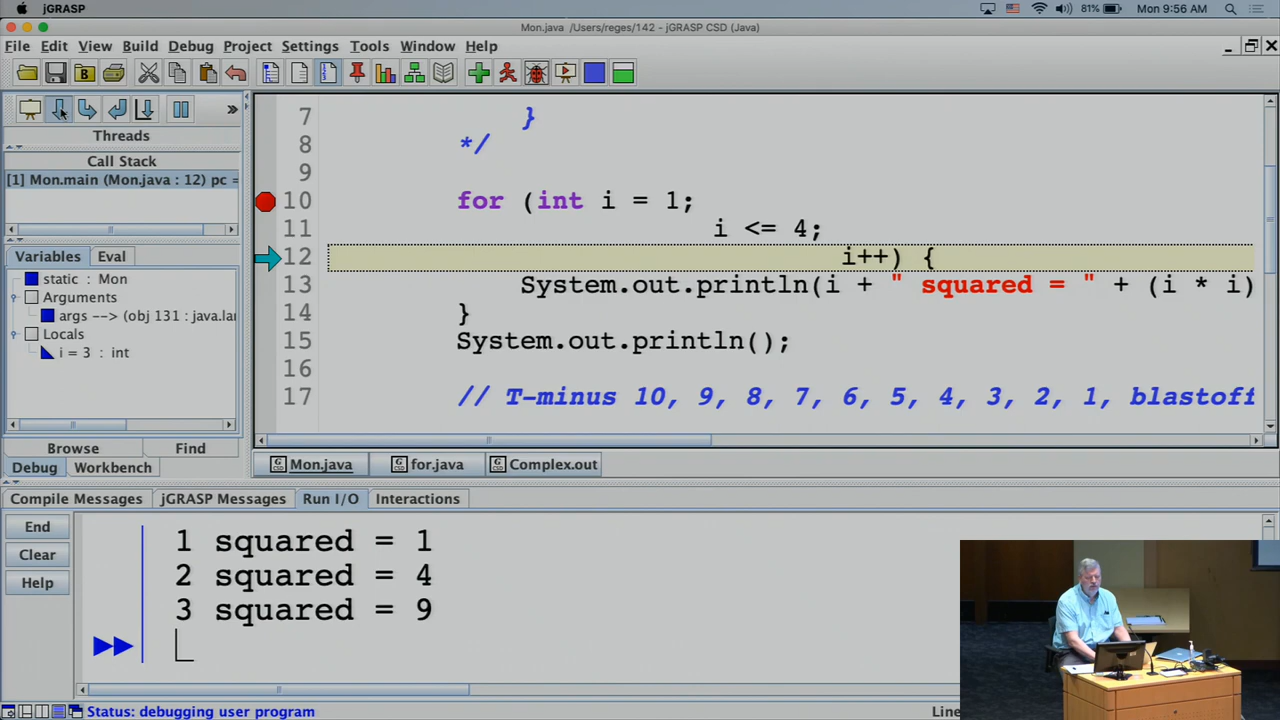 jGRASP 81% Mon 9:56 AM
Mon.java /Users/reges/142 - jGRASP CSD (Java)
File Edit View Build Debug Project Settings Tools Window Help
B
»
Threads
Call Stack
[1] Mon.main (Mon.java : 12) pc =
Variables Eval
static : Mon
Arguments
args --> (obj 131 : java.la
Locals
i = 3 : int
Browse Find
Debug Workbench
7 }
8 */
9
10 for (int i = 1;
11 i <= 4;
12 i++) {
13 System.out.println(i + " squared = " + (i * i)
14 }
15 System.out.println();
16
17 // T-minus 10, 9, 8, 7, 6, 5, 4, 3, 2, 1, blastoff
Mon.java for.java Complex.out
Compile Messages jGRASP Messages Run I/O Interactions
End
Clear
Help
1 squared = 1
2 squared = 4
3 squared = 9
Status: debugging user program
Line